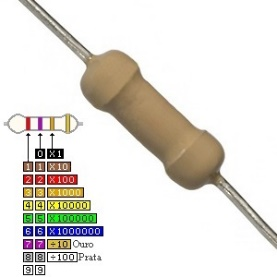 0 X1
1 1 X10
2 2 X100
3 3 X1000
4 4 X10000
5 5 X100000
6 6 X1000000
7 7 ÷10 Ouro
8 8 ÷100 Prata
9 9